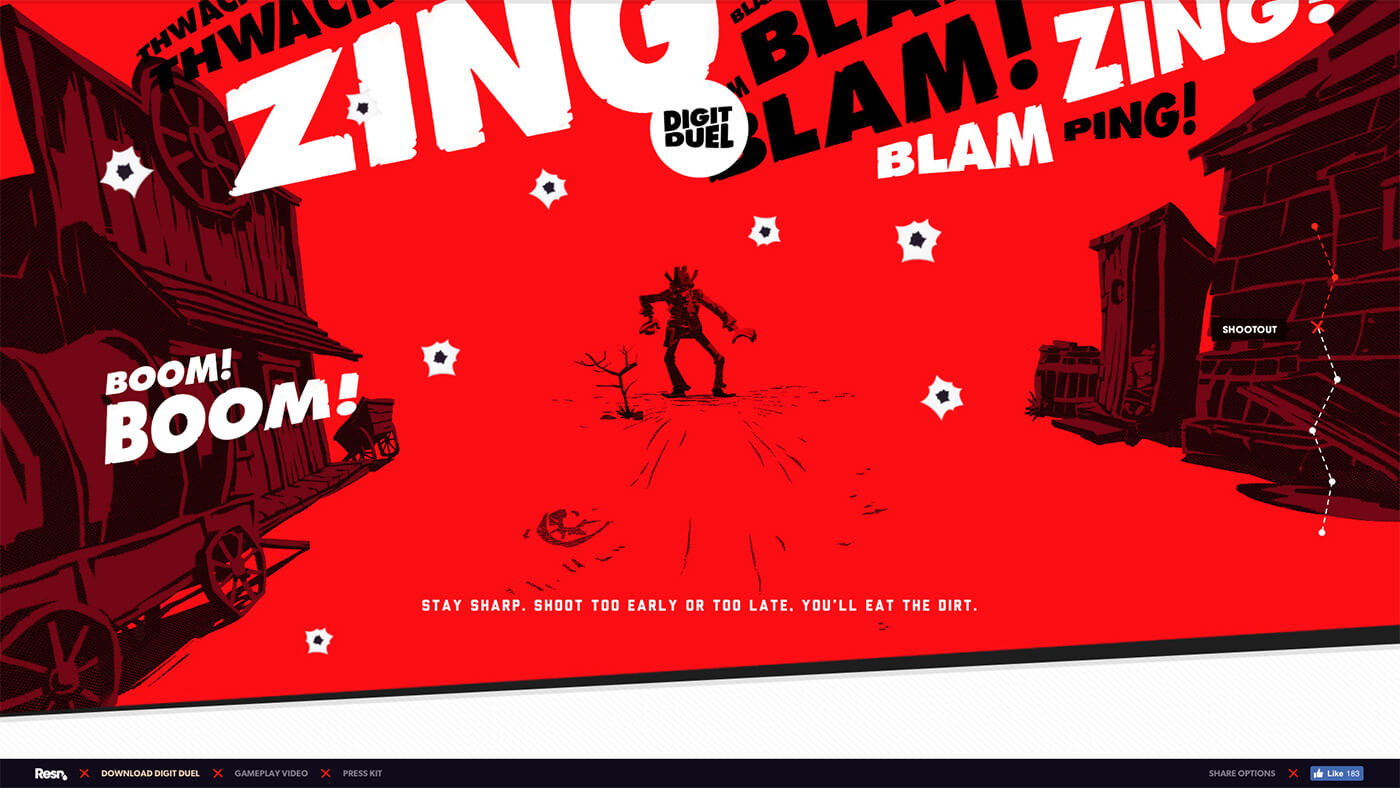 THWACK
THWACK
ZING
BLAM!
BLAM!
ZING!
BLAM
PING!
DIGIT
DUEL
BOOM!
BOOM!
SHOOTOUT
STAY SHARP. SHOOT TOO EARLY OR TOO LATE, YOU'LL EAT THE DIRT.
Resn
DOWNLOAD DIGIT DUEL
GAMEPLAY VIDEO
PRESS KIT
SHARE OPTIONS
Like 183